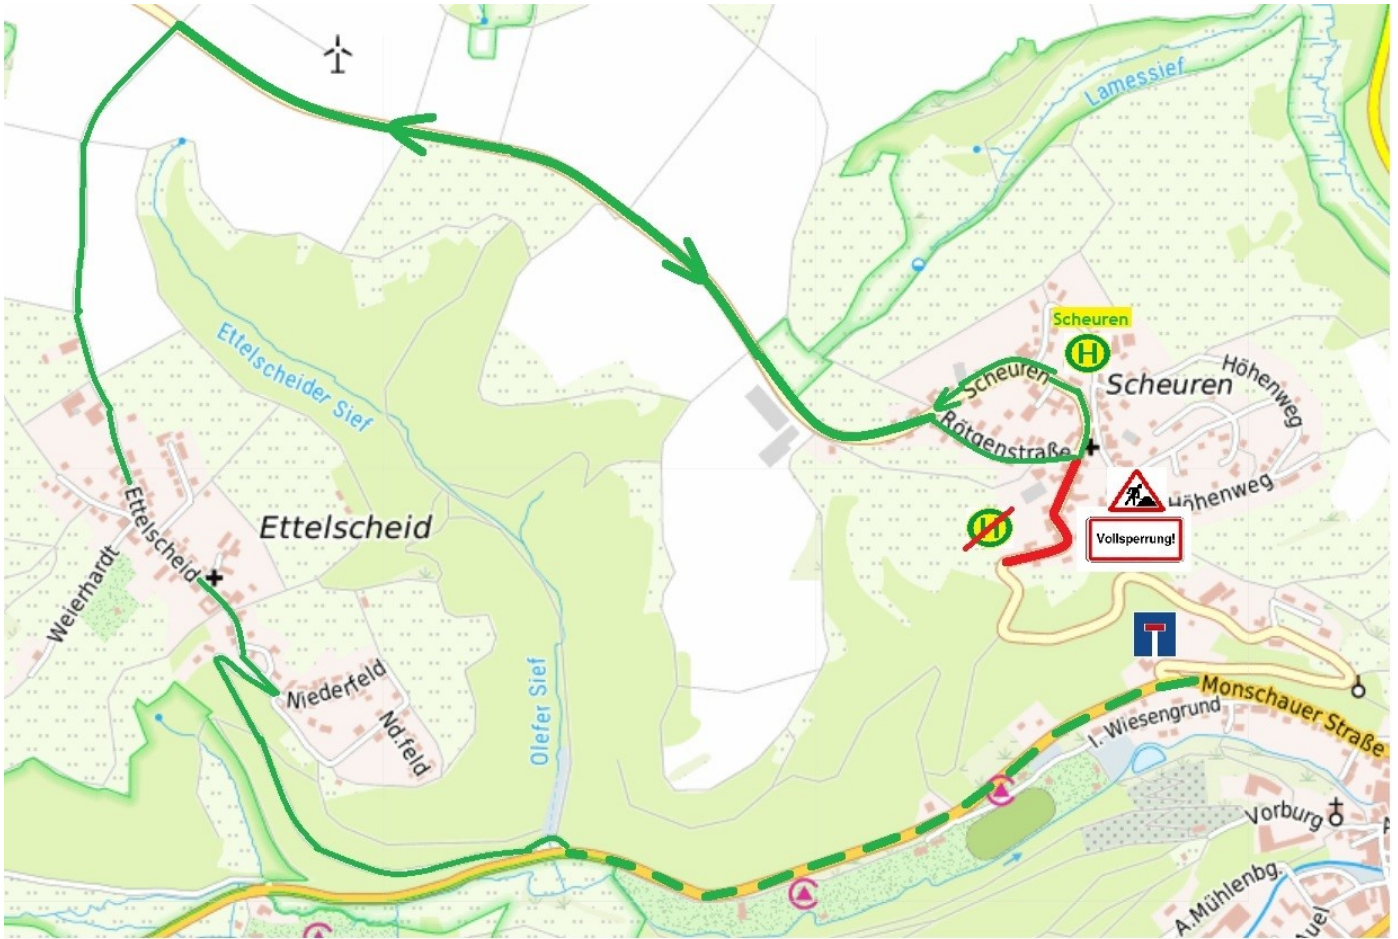 Lamessief
Ettelscheider Sief
Scheuren
H
Scheuren
Scheuren
Höhenweg
Rötgenstraße
Höhenweg
H
Vollsperrung!
Ettelscheid
Ettelscheid
Weierhardt
Niederfeld
Nd.feld
Olefer Sief
Monschauer Straße
I. Wiesengrund
Vorburg
A.Mühlenbg.
Auel